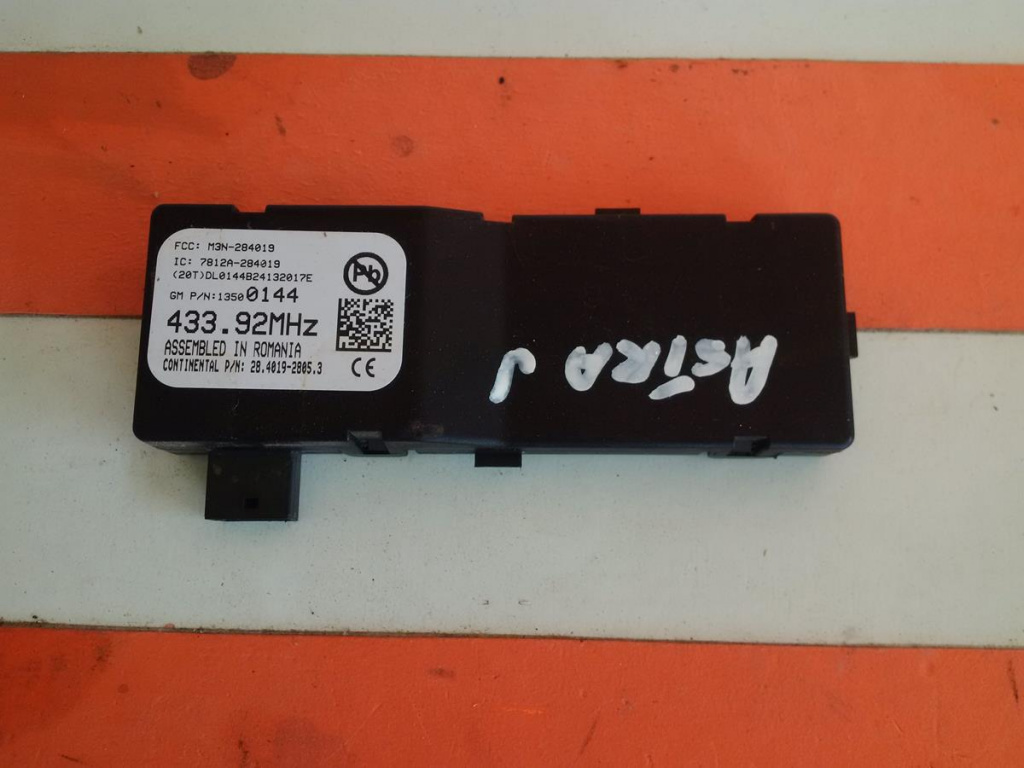 FCC: M3N-284019
IC: 7812A-284019
(20T)DL0144B24132017E
GM P/N:13500144
433.92MHz
ASSEMBLED IN ROMANIA
CONTINENTAL P/N: 28.4019-2805.3
Pb
CE
ASTRA J